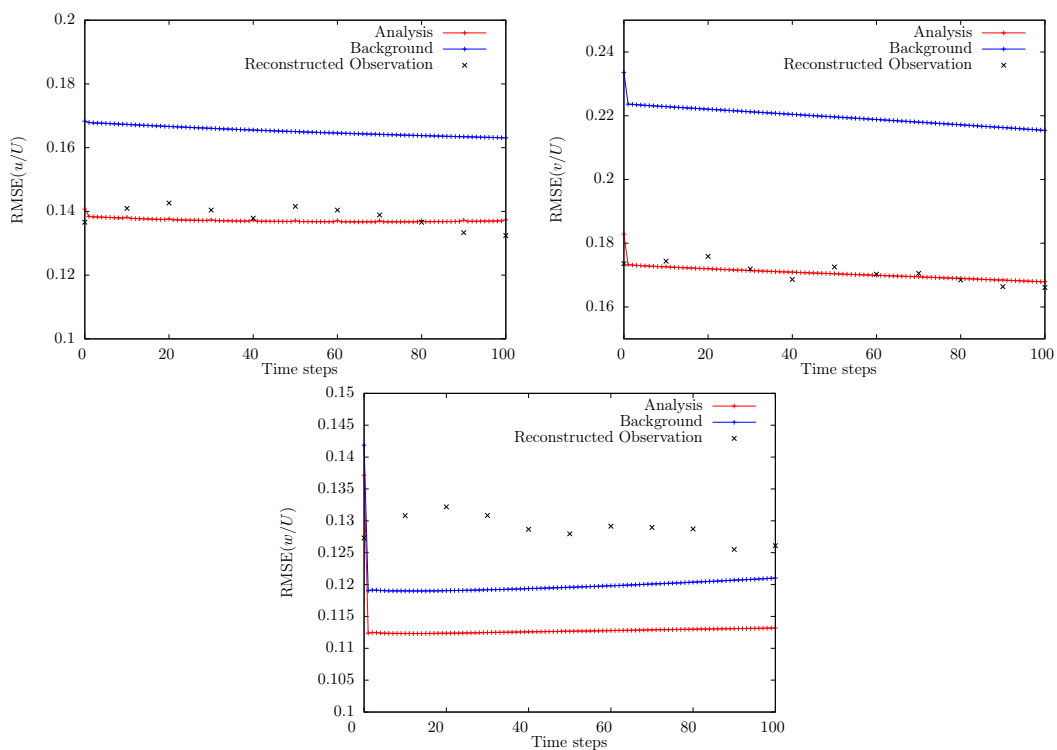 0.2
0.18
0.16
0.14
0.12
0.1
RMSE(u/U)
0 20 40 60 80 100
Time steps
Analysis
Background
Reconstructed Observation
0.24
0.22
0.2
0.18
0.16
RMSE(v/U)
0 20 40 60 80 100
Time steps
Analysis
Background
Reconstructed Observation
0.15
0.145
0.14
0.135
0.13
0.125
0.12
0.115
0.11
0.105
0.1
RMSE(w/U)
0 20 40 60 80 100
Time steps
Analysis
Background
Reconstructed Observation